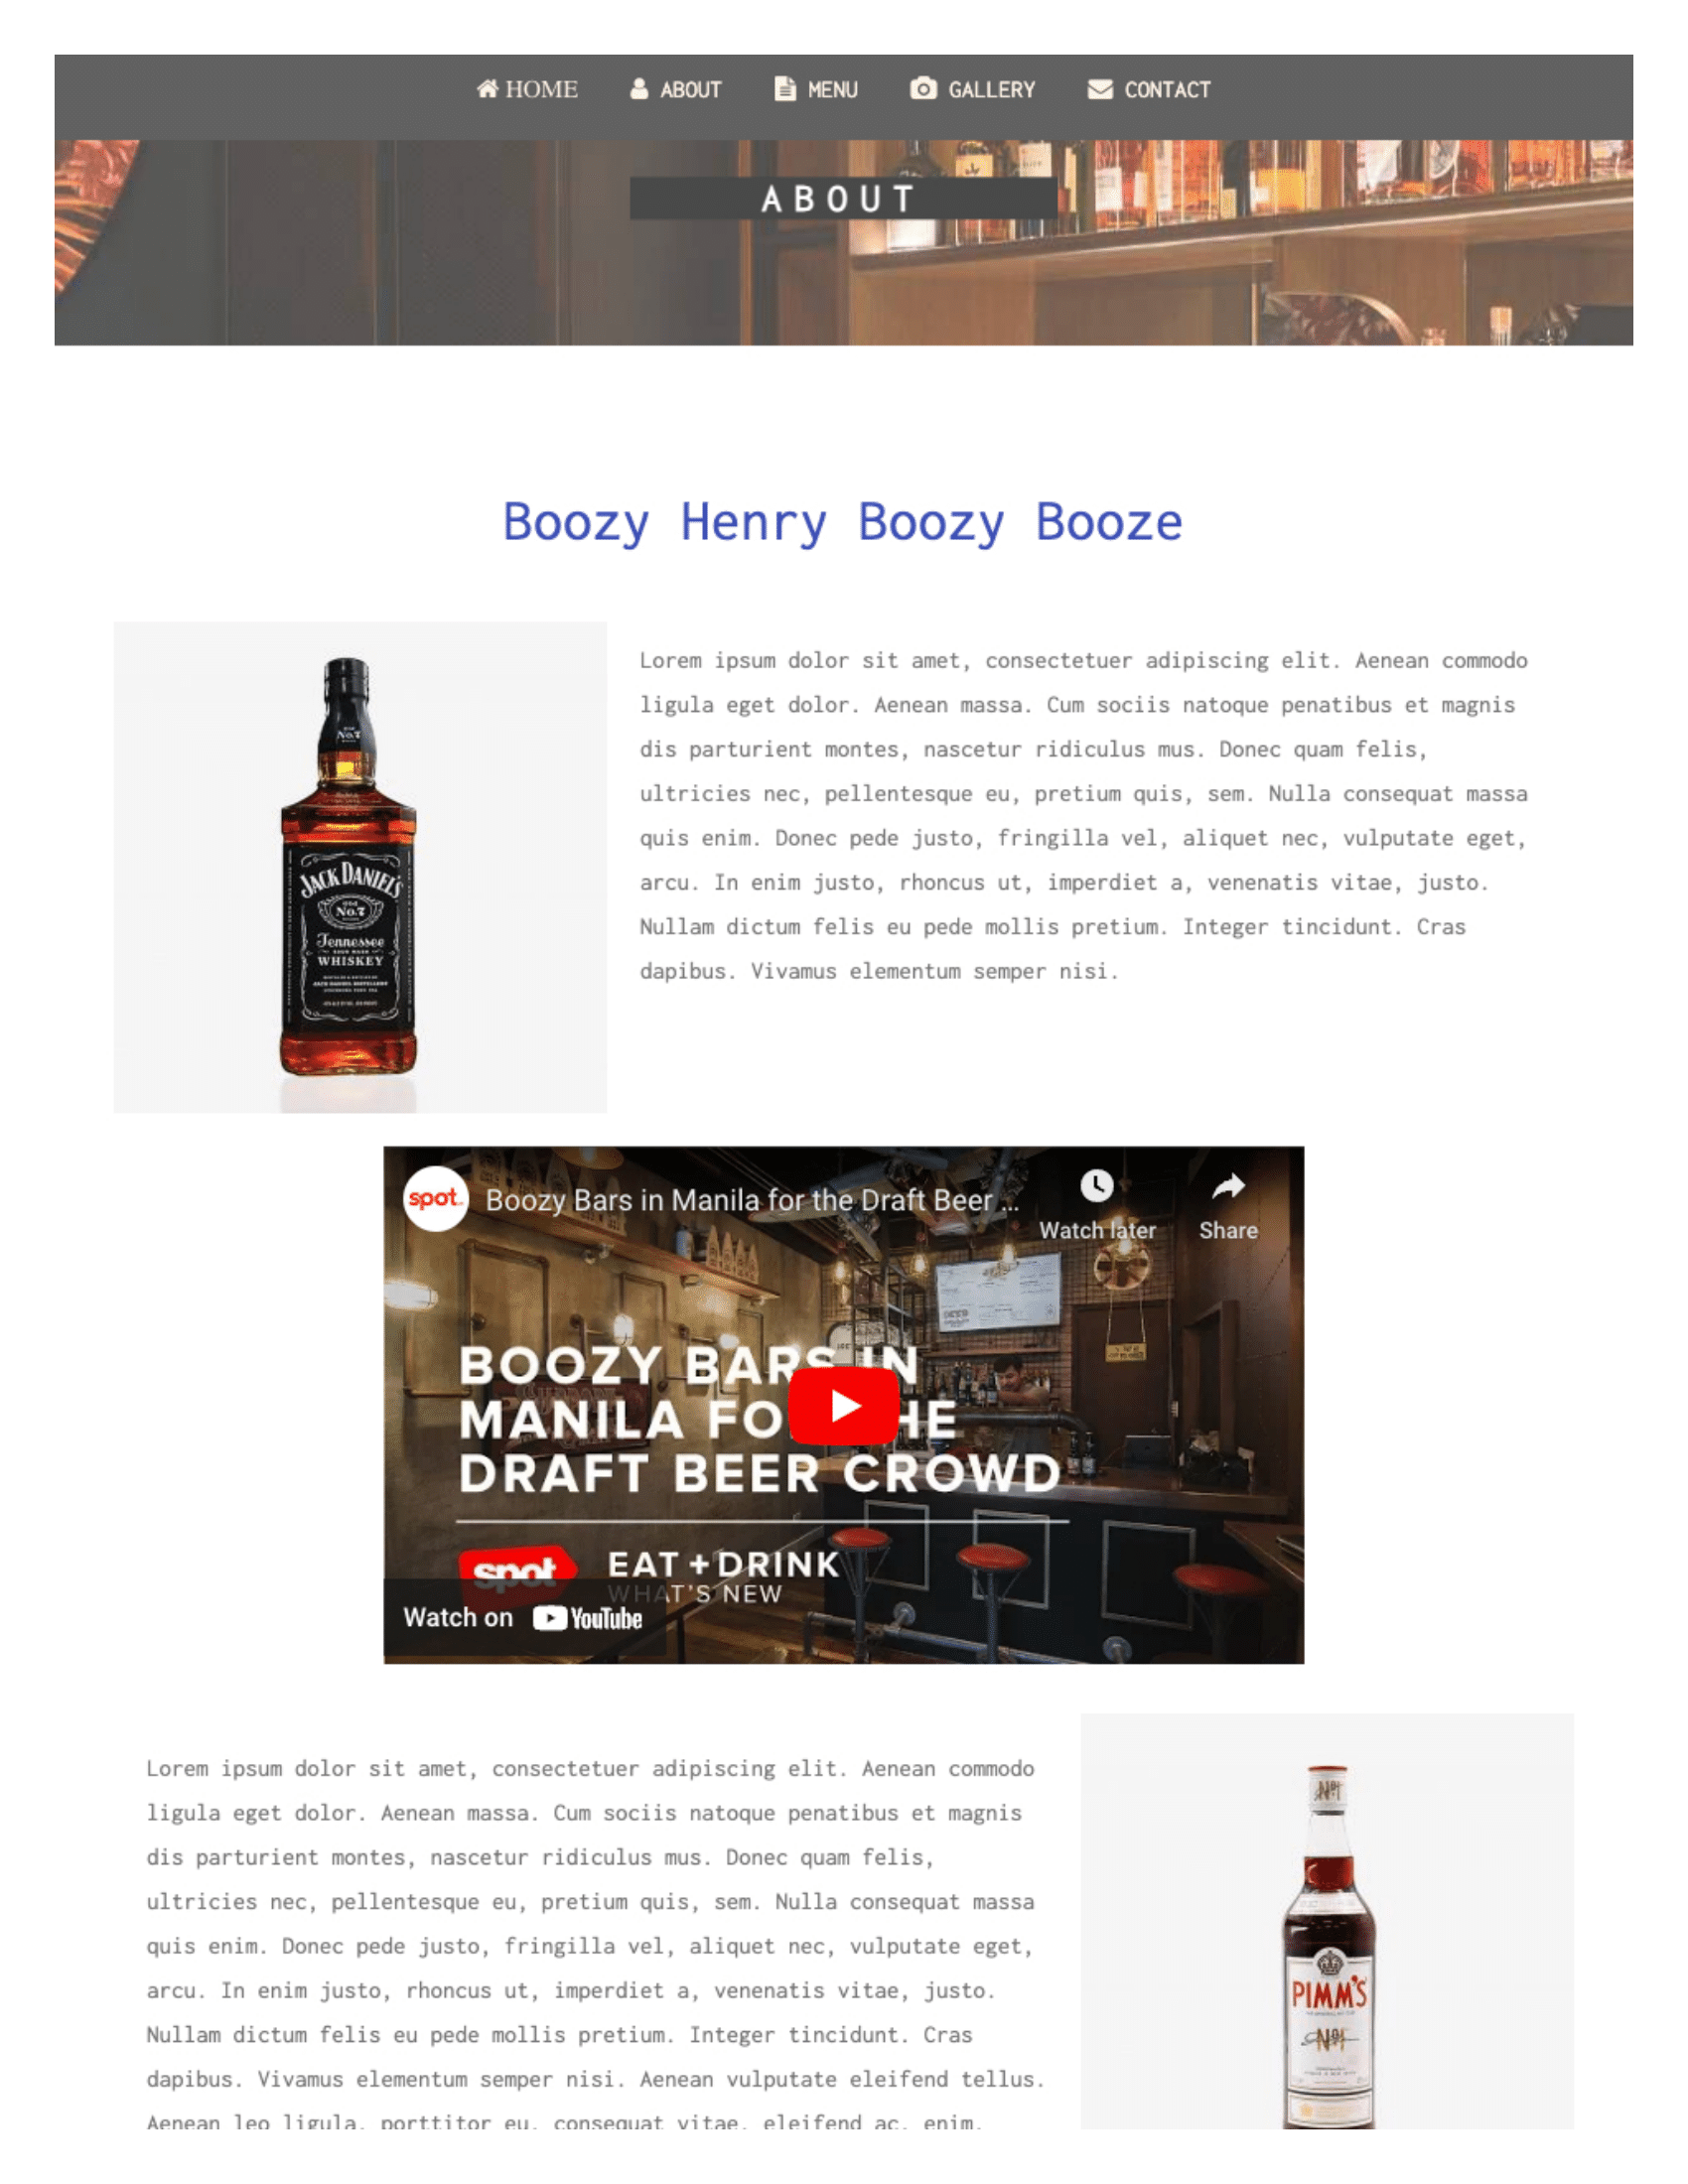 HOME ABOUT MENU GALLERY CONTACT
ABOUT
Boozy Henry Boozy Booze
No.7
JACK DANIEL'S
Old
No.7
Tennessee
SOUR MASH
WHISKEY
Lorem ipsum dolor sit amet, consectetuer adipiscing elit. Aenean commodo
ligula eget dolor. Aenean massa. Cum sociis natoque penatibus et magnis
dis parturient montes, nascetur ridiculus mus. Donec quam felis,
ultricies nec, pellentesque eu, pretium quis, sem. Nulla consequat massa
quis enim. Donec pede justo, fringilla vel, aliquet nec, vulputate eget,
arcu. In enim justo, rhoncus ut, imperdiet a, venenatis vitae, justo.
Nullam dictum felis eu pede mollis pretium. Integer tincidunt. Cras
dapibus. Vivamus elementum semper nisi.
spot.
Boozy Bars in Manila for the Draft Beer ...
Watch later
Share
BOOZY BARS IN
MANILA FO HE
DRAFT BEER CROWD
spot
EAT + DRINK
WHAT'S NEW
Watch on YouTube
Lorem ipsum dolor sit amet, consectetuer adipiscing elit. Aenean commodo
ligula eget dolor. Aenean massa. Cum sociis natoque penatibus et magnis
dis parturient montes, nascetur ridiculus mus. Donec quam felis,
ultricies nec, pellentesque eu, pretium quis, sem. Nulla consequat massa
quis enim. Donec pede justo, fringilla vel, aliquet nec, vulputate eget,
arcu. In enim justo, rhoncus ut, imperdiet a, venenatis vitae, justo.
Nullam dictum felis eu pede mollis pretium. Integer tincidunt. Cras
dapibus. Vivamus elementum semper nisi. Aenean vulputate eleifend tellus.
Aenean leo ligula, porttitor eu, consequat vitae, eleifend ac, enim.
Nº1
PIMM'S
Nº1